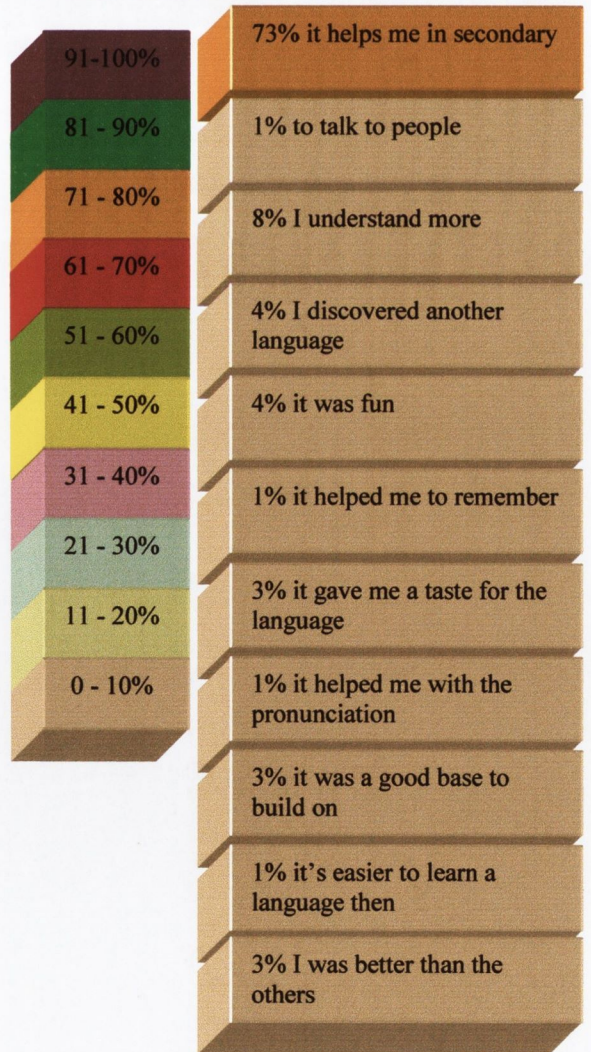 91-100%
81 - 90%
71 - 80%
61 - 70%
51 - 60%
41 - 50%
31 - 40%
21 - 30%
11 - 20%
0 - 10%
73% it helps me in secondary
1% to talk to people
8% I understand more
4% I discovered another
language
4% it was fun
1% it helped me to remember
3% it gave me a taste for the
language
1% it helped me with the
pronunciation
3% it was a good base to
build on
1% it's easier to learn a
language then
3% I was better than the
others